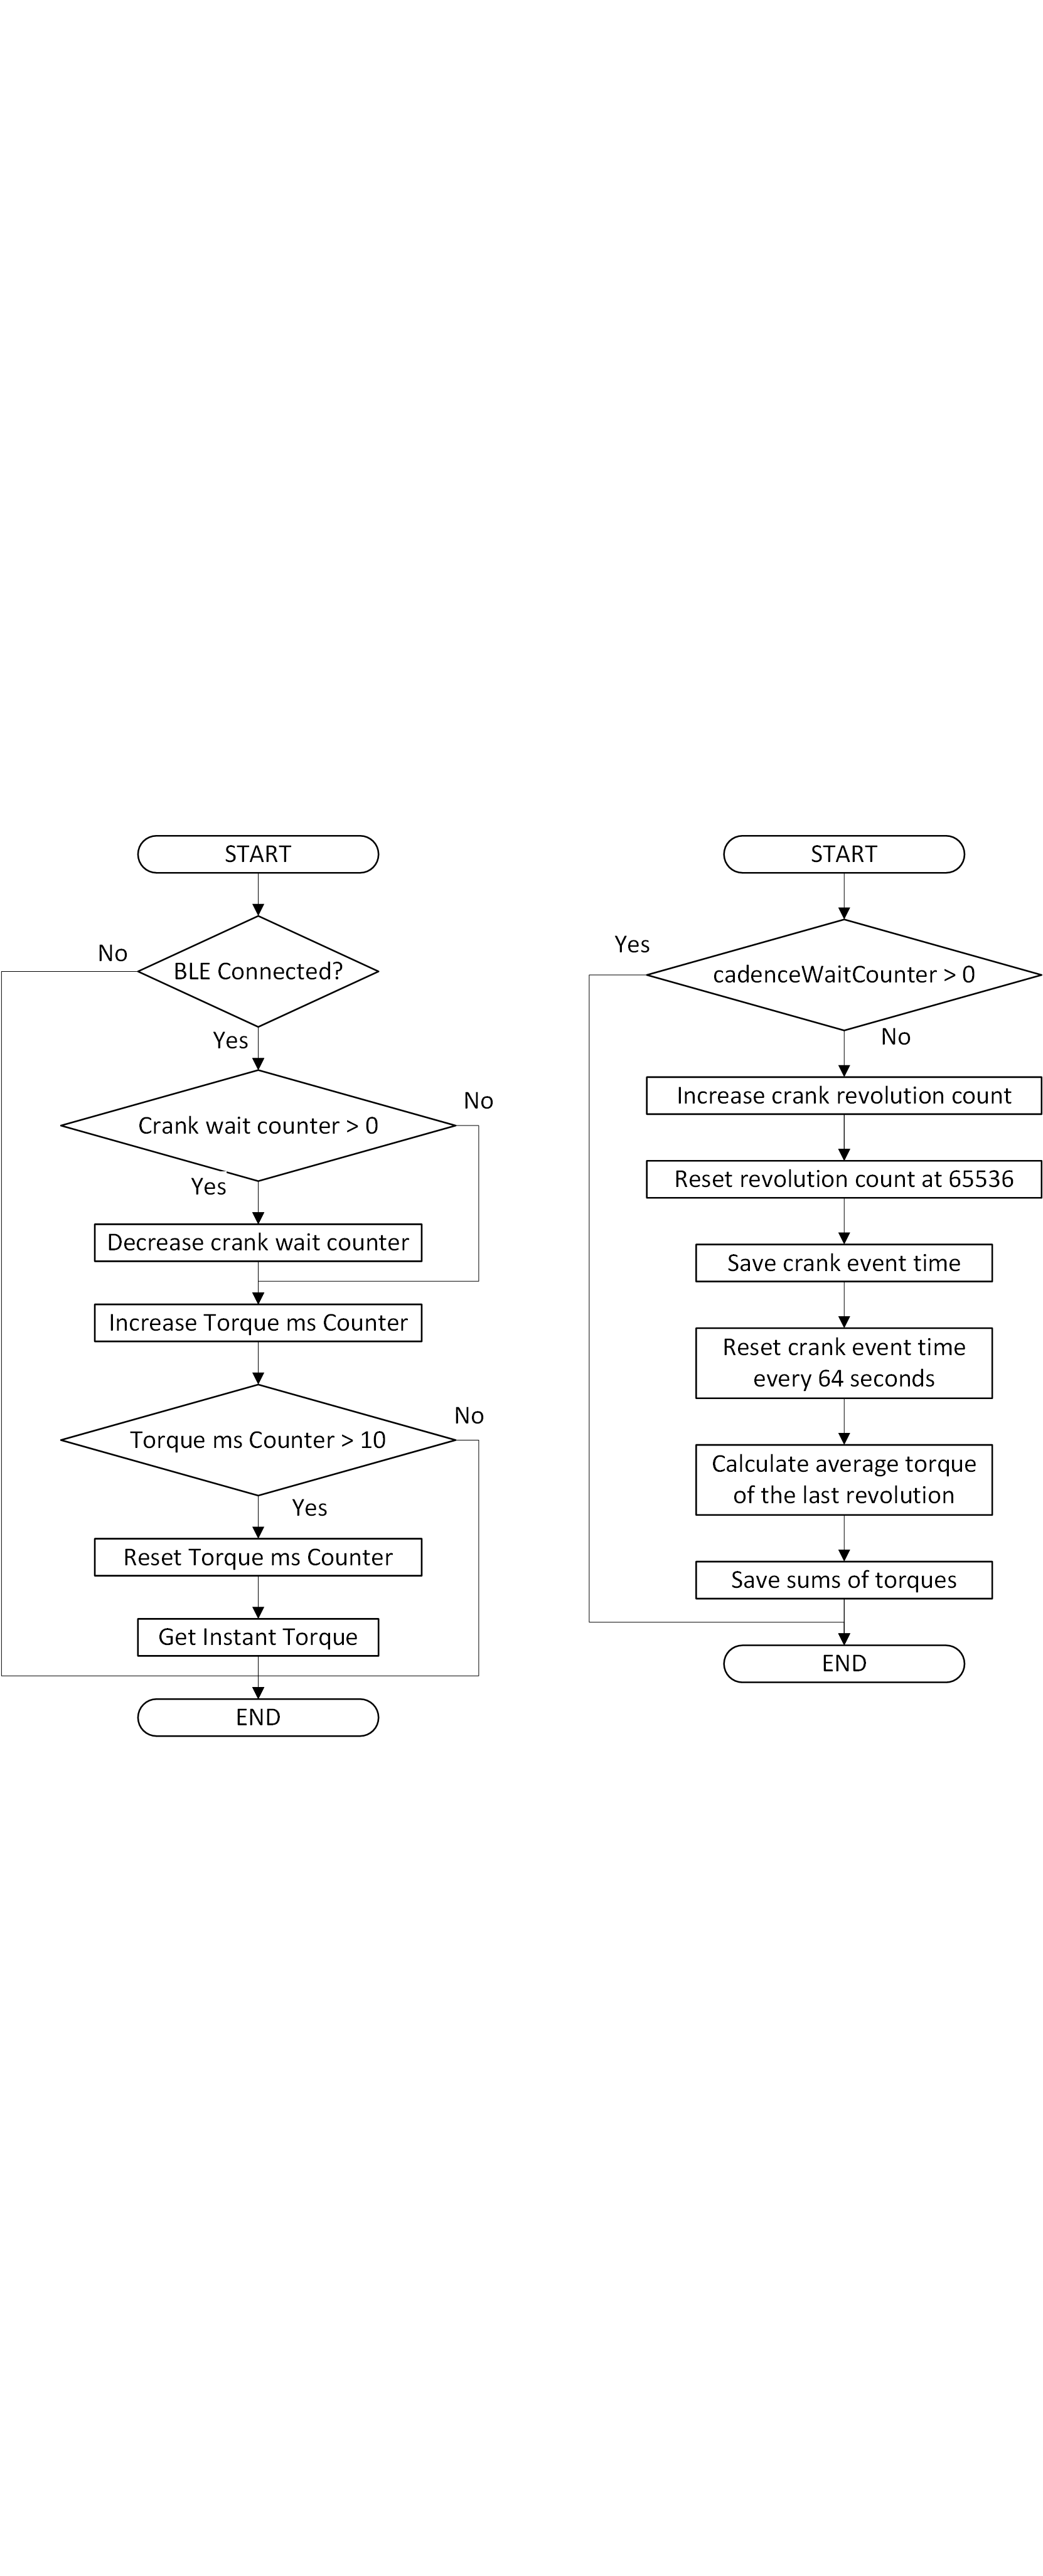 START
BLE Connected?
No
Yes
Crank wait counter > 0
No
Yes
Decrease crank wait counter
Increase Torque ms Counter
Torque ms Counter > 10
No
Yes
Reset Torque ms Counter
Get Instant Torque
END
START
Yes
cadenceWaitCounter > 0
No
Increase crank revolution count
Reset revolution count at 65536
Save crank event time
Reset crank event time
every 64 seconds
Calculate average torque
of the last revolution
Save sums of torques
END